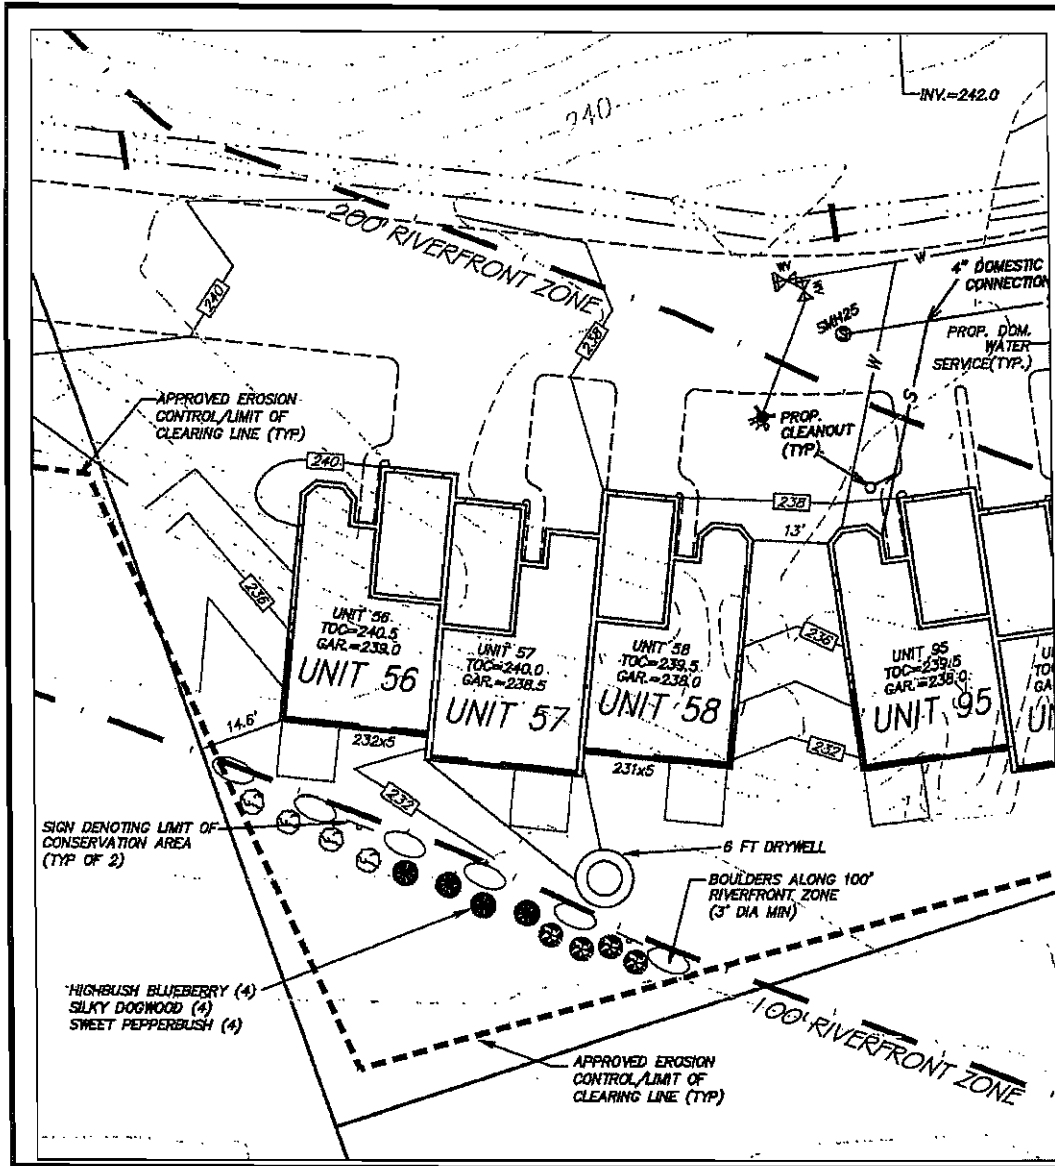 INV.=242.0
240
200' RIVERFRONT ZONE
240
238
W
W
WV
WV
SMH25
4" DOMESTIC
CONNECTION
PROP. DOM.
WATER
SERVICE(TYP.)
S
APPROVED EROSION
CONTROL/LIMIT OF
CLEARING LINE (TYP)
PROP.
CLEANOUT
(TYP)
240
238
13'
236
236
UNIT 56
TOC=240.5
GAR.=239.0
UNIT 56
UNIT 57
TOC=240.0
GAR.=238.5
UNIT 57
UNIT 58
TOC=239.5
GAR.=238.0
UNIT 58
UNIT 95
TOC=239.5
GAR.=238.0
UNIT 95
TOC=
GA
14.6'
232x5
231x5
232
232
SIGN DENOTING LIMIT OF
CONSERVATION AREA
(TYP OF 2)
6 FT DRYWELL
BOULDERS ALONG 100'
RIVERFRONT ZONE
(3' DIA MIN)
HIGHBUSH BLUEBERRY (4)
SILKY DOGWOOD (4)
SWEET PEPPERBUSH (4)
100' RIVERFRONT ZONE
APPROVED EROSION
CONTROL/LIMIT OF
CLEARING LINE (TYP)